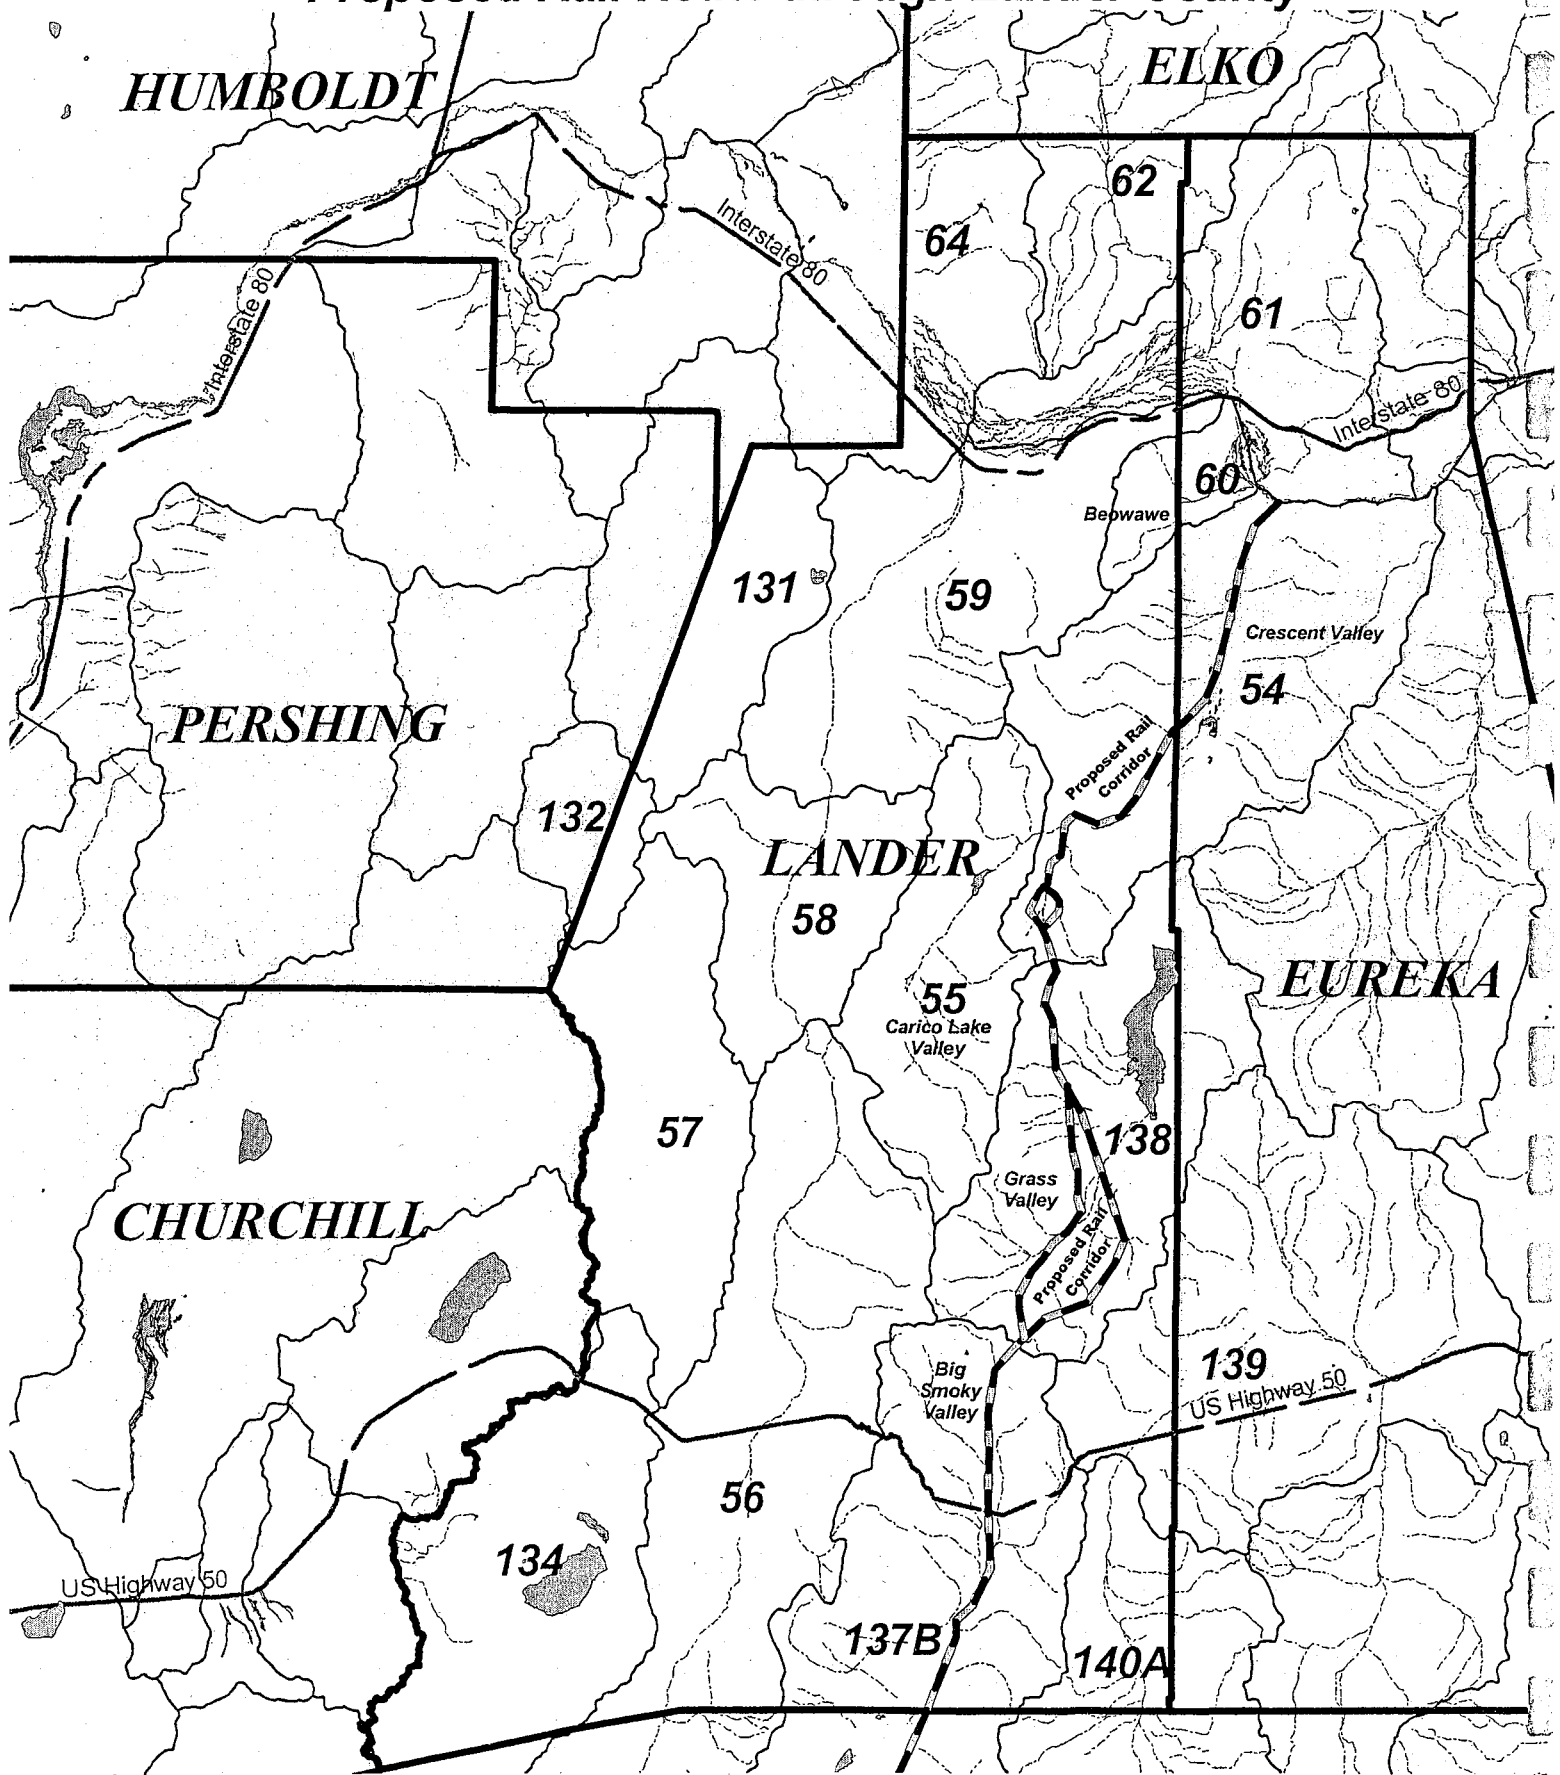 Proposed Rail Route through Lander County
HUMBOLDT
ELKO
62
64
Interstate 80
Interstate 80
61
Interstate 80
60
Beowawe
131
59
Crescent Valley
54
PERSHING
Proposed Rail
Corridor
132
LANDER
58
EUREKA
55
Carico Lake
Valley
57
138
Grass
Valley
CHURCHILL
Proposed Rail
Corridor
Big
Smoky
Valley
139
US Highway 50
56
134
US Highway 50
137B
140A